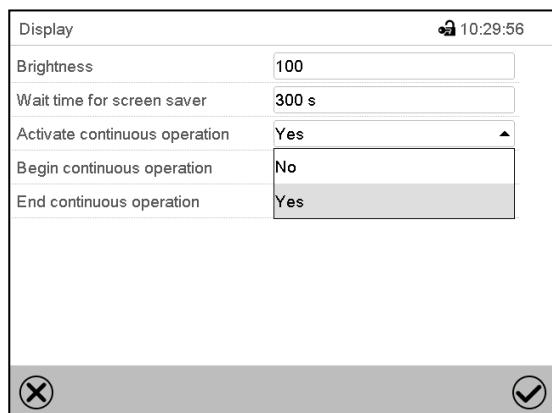 Display 10:29:56
Brightness 100
Wait time for screen saver 300 s
Activate continuous operation Yes
Begin continuous operation No
End continuous operation Yes